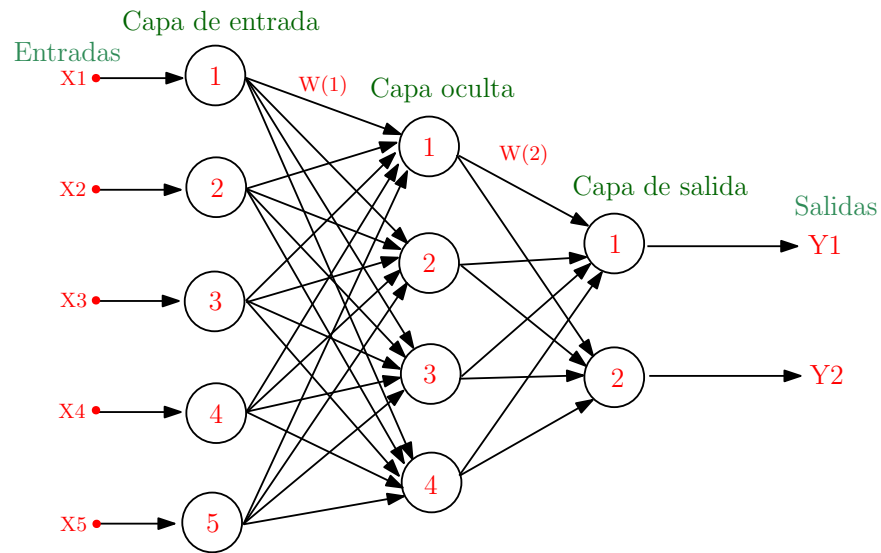 Capa de entrada
Entradas
X1
1
W(1)
Capa oculta
1
W(2)
X2
2
Capa de salida
Salidas
1
Y1
2
X3
3
3
2
Y2
X4
4
4
X5
5